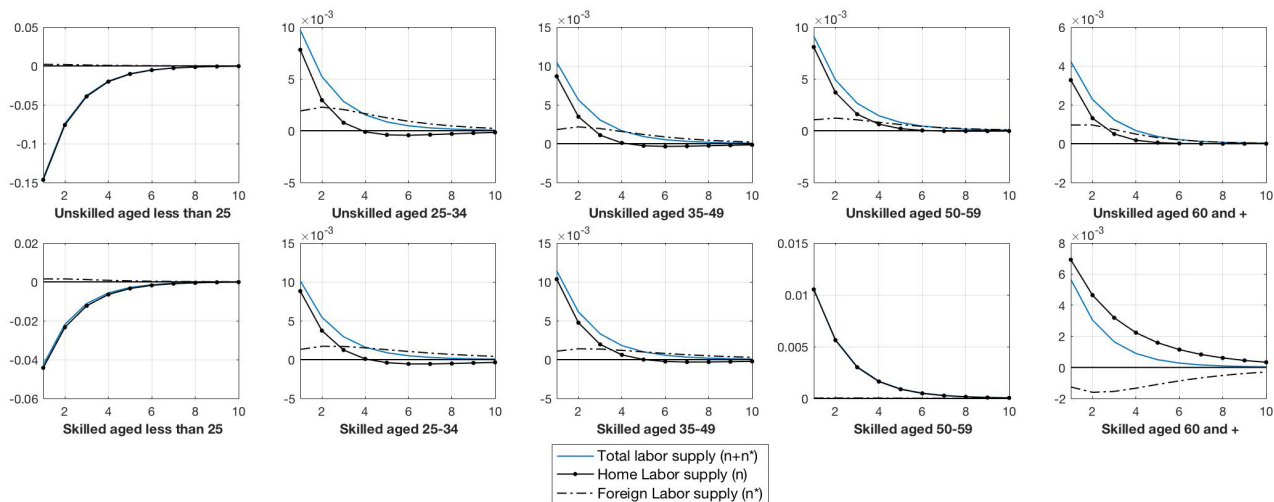 ×10⁻³ ×10⁻³ ×10⁻³ ×10⁻³
0.05 10 15 10 6
0 5 10 5 4
-0.05 5 2
-0.1 0 0 0 0
-0.15 -5 -5 -5 -2
2 4 6 8 10 2 4 6 8 10 2 4 6 8 10 2 4 6 8 10 2 4 6 8 10
Unskilled aged less than 25 Unskilled aged 25-34 Unskilled aged 35-49 Unskilled aged 50-59 Unskilled aged 60 and +
×10⁻³ ×10⁻³ ×10⁻³
0.02 15 15 0.015 8
0 10 10 6
0.01 4
-0.02 5 5
0.005 2
-0.04 0 0 0
-0.06 -5 -5 0 -2
2 4 6 8 10 2 4 6 8 10 2 4 6 8 10 2 4 6 8 10 2 4 6 8 10
Skilled aged less than 25 Skilled aged 25-34 Skilled aged 35-49 Skilled aged 50-59 Skilled aged 60 and +
Total labor supply (n+n*)
Home Labor supply (n)
Foreign Labor supply (n*)